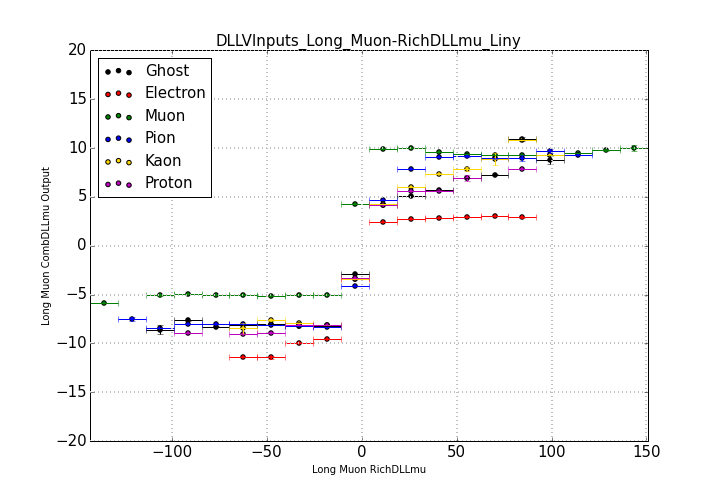 DLLVInputs_Long_Muon-RichDLLmu_Liny
Ghost
Electron
Muon
Pion
Kaon
Proton
20
15
10
5
0
−5
−10
−15
−20
Long Muon CombDLLmu Output
−100
−50
0
50
100
150
Long Muon RichDLLmu